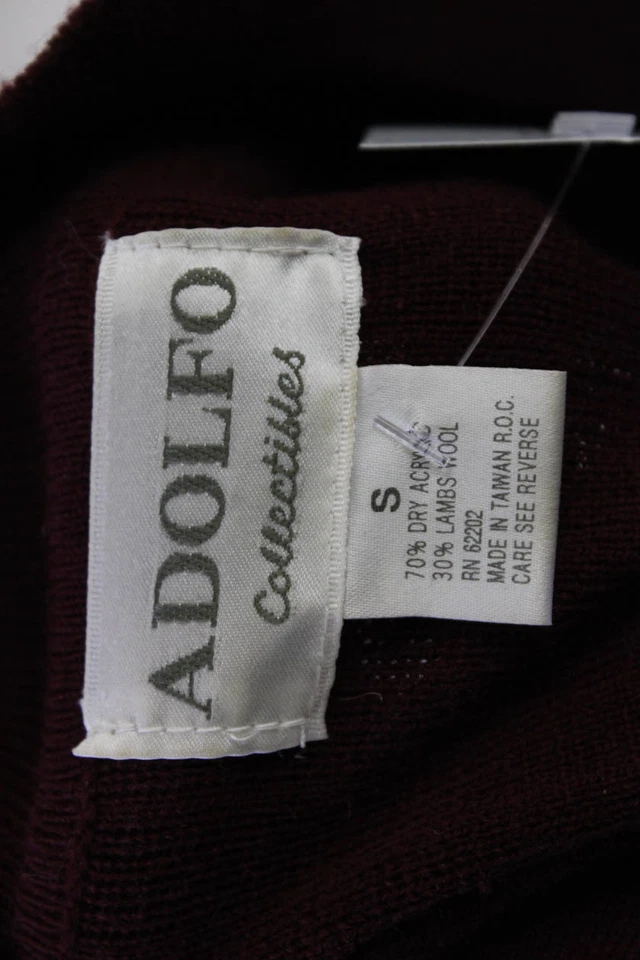 ADOLFO
Collectibles
S
70% DRY ACRYLIC
30% LAMBS WOOL
RN 62202
MADE IN TAIWAN R.O.C.
CARE SEE REVERSE